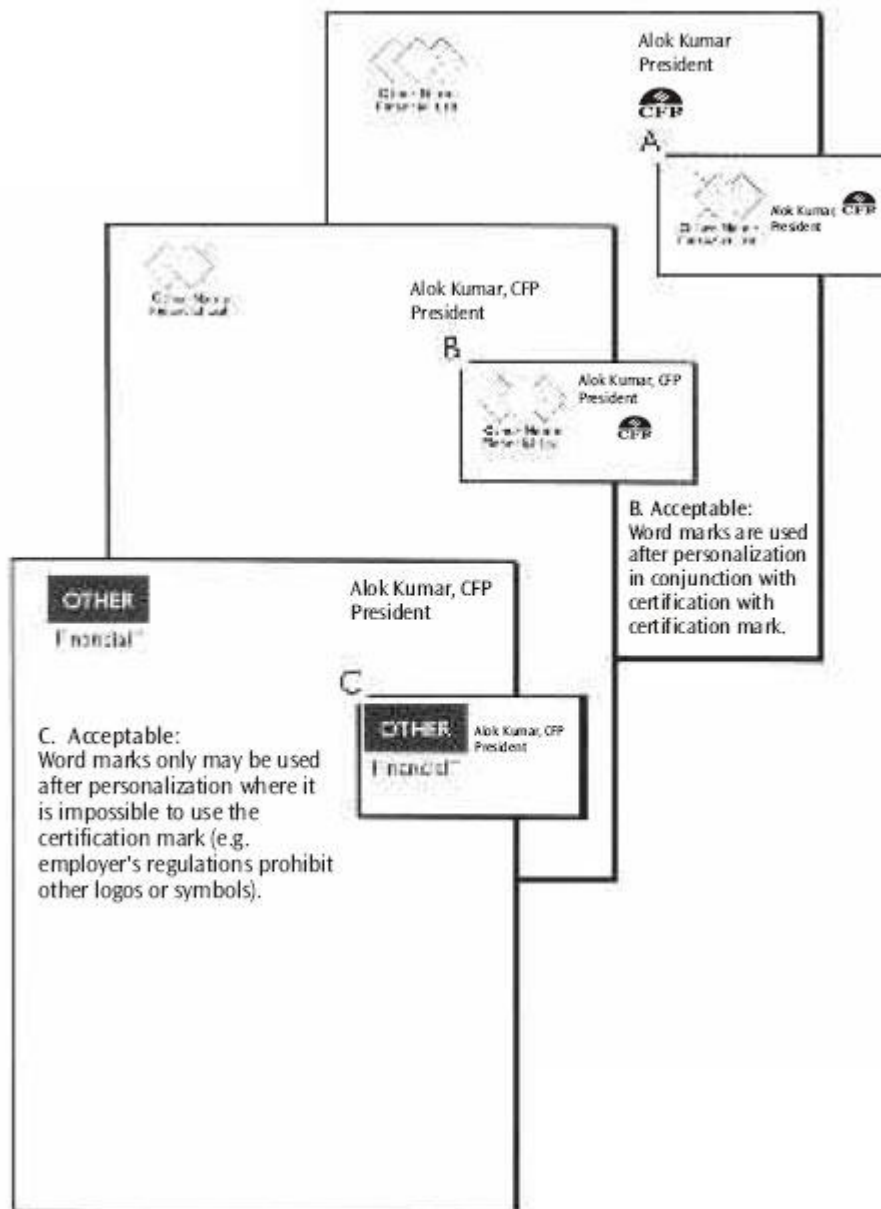 Alok Kumar
President
CFP
A
Alok Kumar,
President
CFP
Alok Kumar, CFP
President
B
Alok Kumar, CFP
President
CFP
B. Acceptable:
Word marks are used
after personalization
in conjunction with
certification with
certification mark.
OTHER
Financial
Alok Kumar, CFP
President
C
OTHER
Financial
Alok Kumar, CFP
President
C. Acceptable:
Word marks only may be used
after personalization where it
is impossible to use the
certification mark (e.g.
employer's regulations prohibit
other logos or symbols).